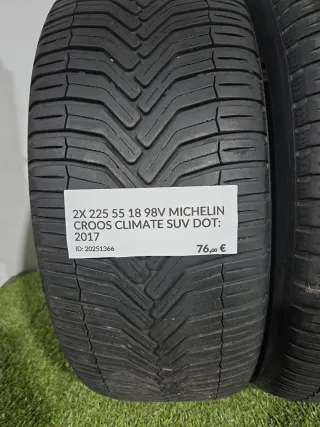 2X 225 55 18 98V MICHELIN
CROOS CLIMATE SUV DOT:
2017
ID: 20251366
76,00 €